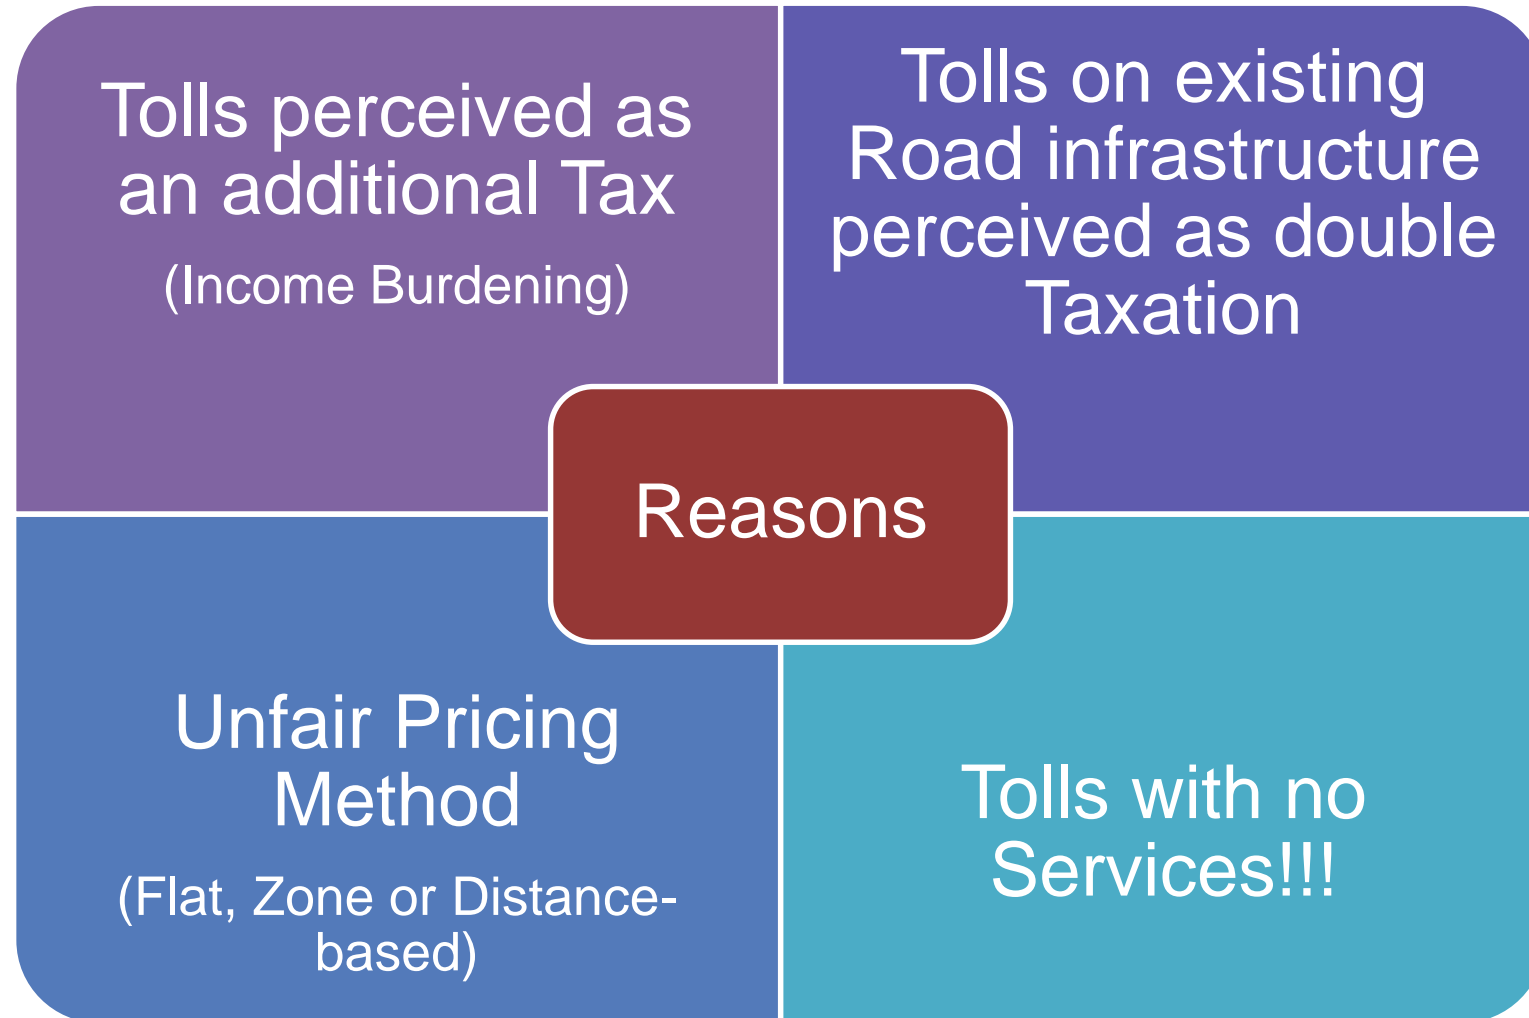 Tolls perceived as
an additional Tax
(Income Burdening)
Tolls on existing
Road infrastructure
perceived as double
Taxation
Reasons
Unfair Pricing
Method
(Flat, Zone or Distance-
based)
Tolls with no
Services!!!